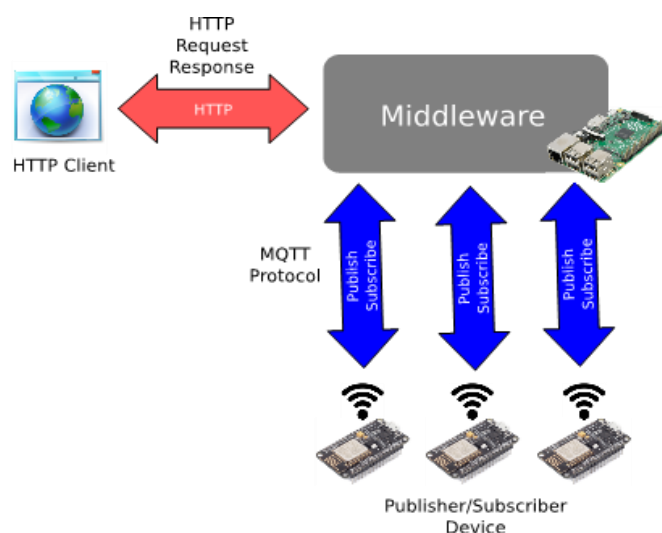 HTTP
Request
Response
HTTP
HTTP Client
Middleware
MQTT
Protocol
Publish
Subscribe
Publish
Subscribe
Publish
Subscribe
Publisher/Subscriber
Device